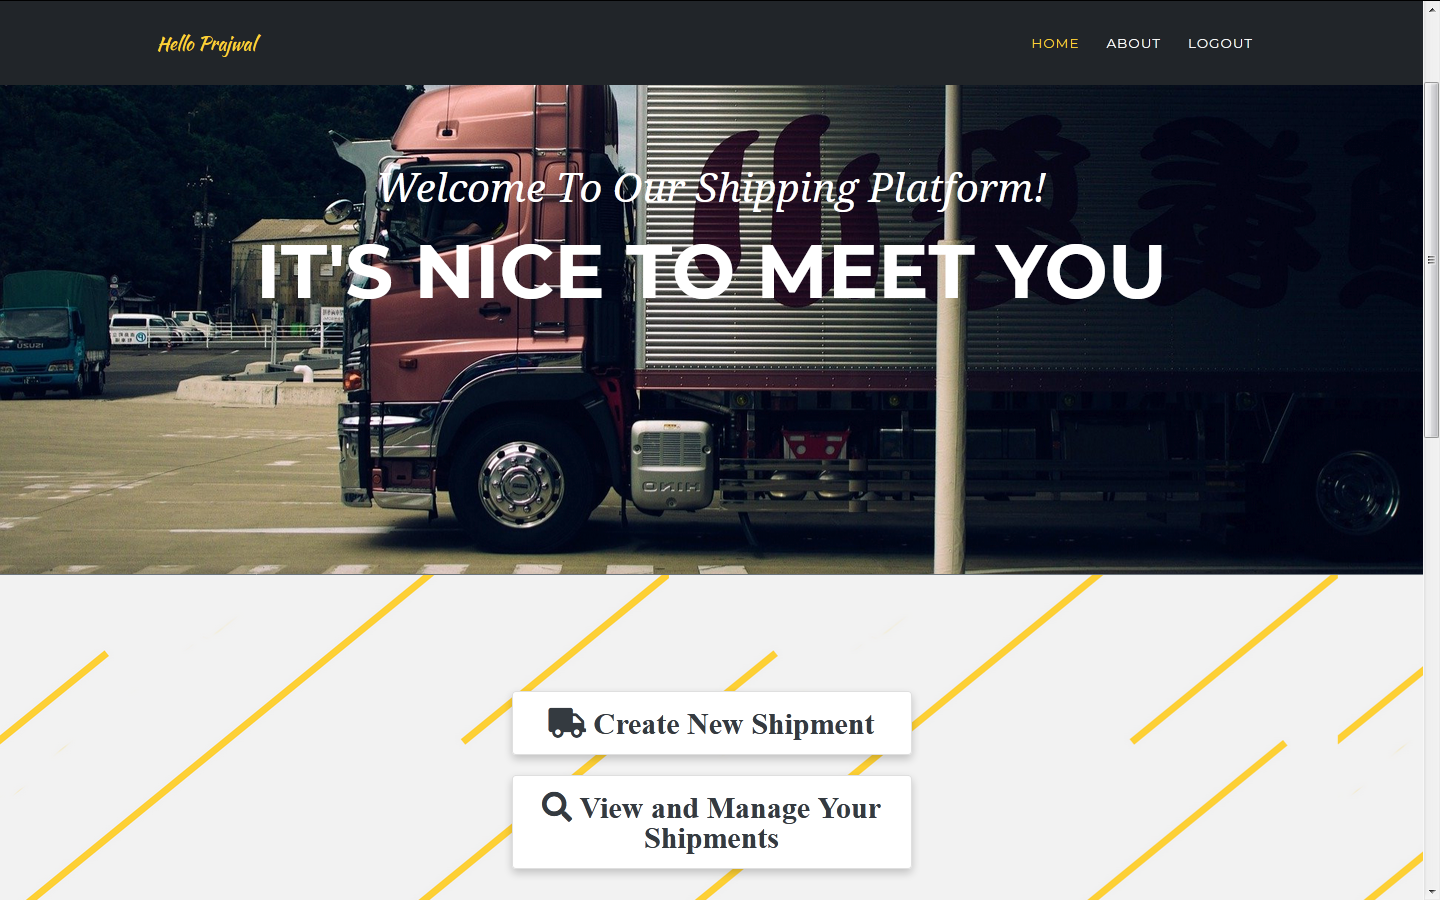 Hello Prajwal
HOME ABOUT LOGOUT
Welcome To Our Shipping Platform!
IT'S NICE TO MEET YOU
ISUZU
HINO
Create New Shipment
View and Manage Your
Shipments